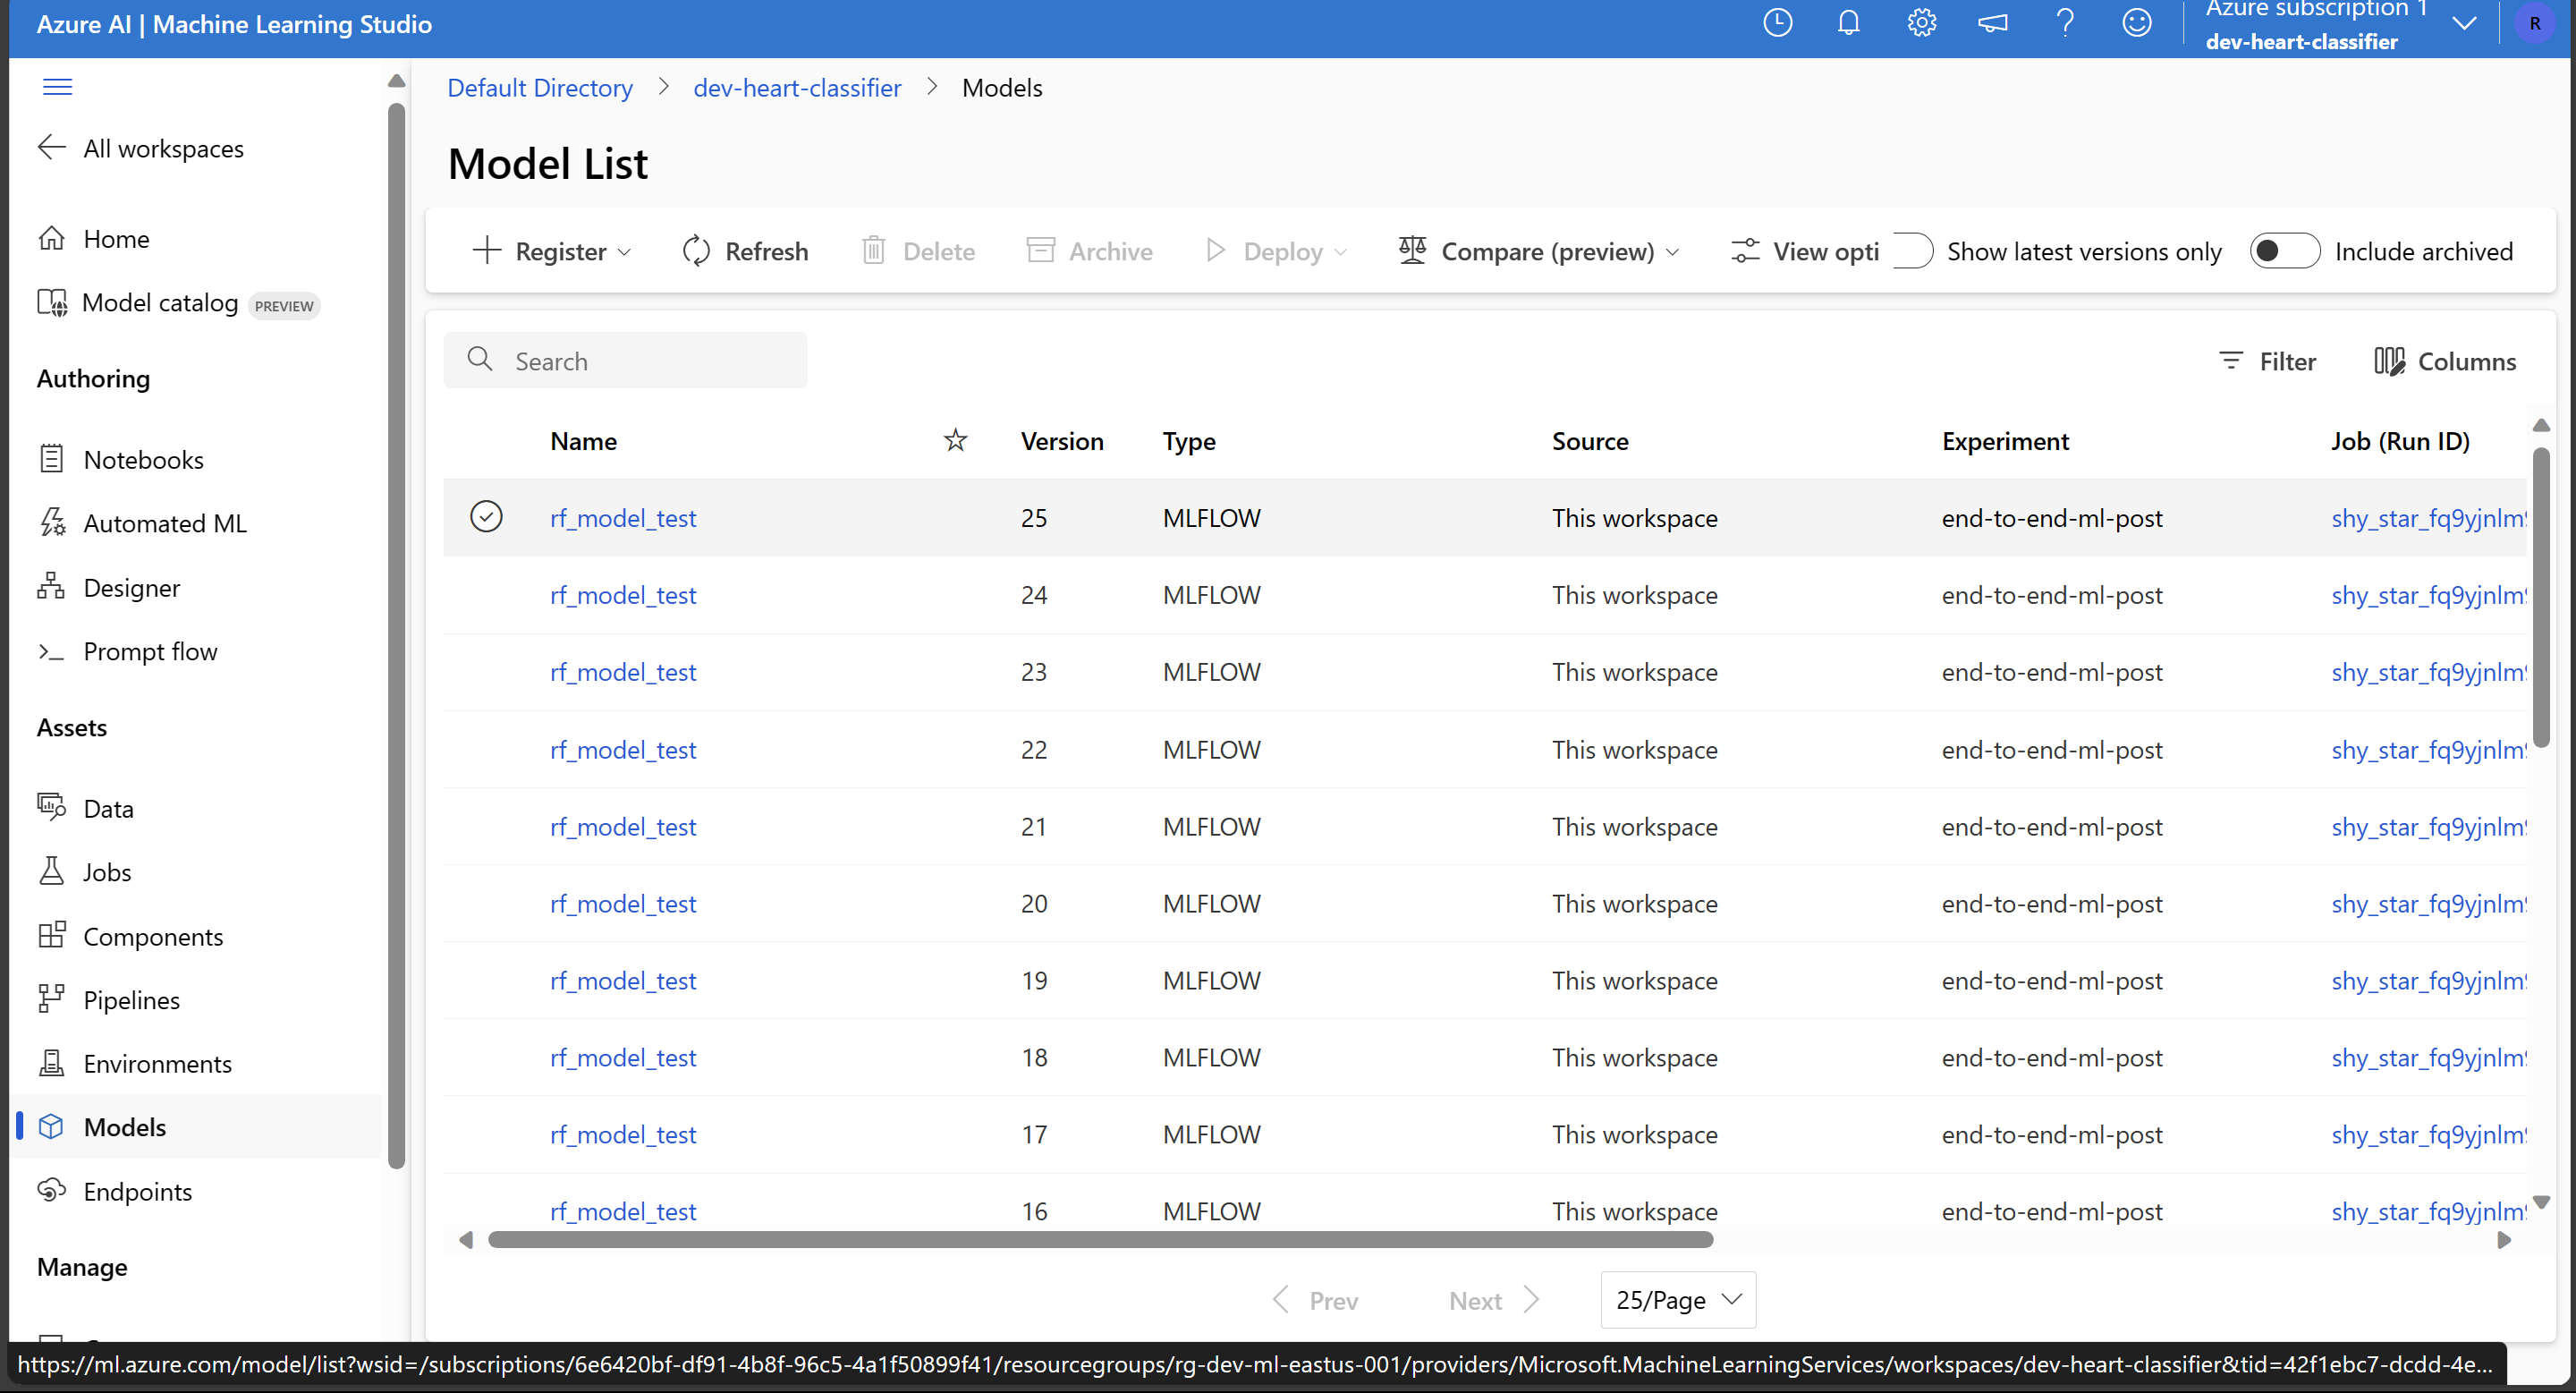 Azure AI | Machine Learning Studio
Azure subscription 1
dev-heart-classifier
R
All workspaces
Home
Model catalog PREVIEW
Authoring
Notebooks
Automated ML
Designer
Prompt flow
Assets
Data
Jobs
Components
Pipelines
Environments
Models
Endpoints
Manage
Default Directory > dev-heart-classifier > Models
Model List
Register Refresh Delete Archive Deploy Compare (preview) View opti Show latest versions only Include archived
Search Filter Columns
Name Version Type Source Experiment Job (Run ID)
rf_model_test 25 MLFLOW This workspace end-to-end-ml-post shy_star_fq9yjnlm
rf_model_test 24 MLFLOW This workspace end-to-end-ml-post shy_star_fq9yjnlm
rf_model_test 23 MLFLOW This workspace end-to-end-ml-post shy_star_fq9yjnlm
rf_model_test 22 MLFLOW This workspace end-to-end-ml-post shy_star_fq9yjnlm
rf_model_test 21 MLFLOW This workspace end-to-end-ml-post shy_star_fq9yjnlm
rf_model_test 20 MLFLOW This workspace end-to-end-ml-post shy_star_fq9yjnlm
rf_model_test 19 MLFLOW This workspace end-to-end-ml-post shy_star_fq9yjnlm
rf_model_test 18 MLFLOW This workspace end-to-end-ml-post shy_star_fq9yjnlm
rf_model_test 17 MLFLOW This workspace end-to-end-ml-post shy_star_fq9yjnlm
rf_model_test 16 MLFLOW This workspace end-to-end-ml-post shy_star_fq9yjnlm
Prev Next 25/Page
https://ml.azure.com/model/list?wsid=/subscriptions/6e6420bf-df91-4b8f-96c5-4a1f50899f41/resourcegroups/rg-dev-ml-eastus-001/providers/Microsoft.MachineLearningServices/workspaces/dev-heart-classifier&tid=42f1ebc7-dcdd-4e...